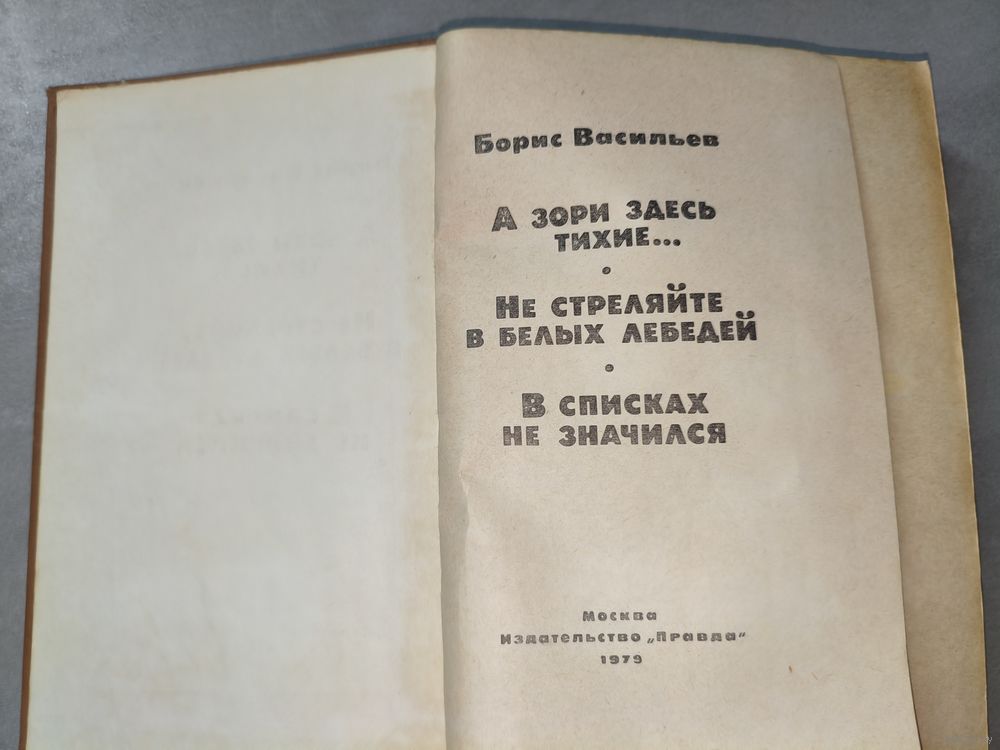 Борис Васильев
А ЗОРИ ЗДЕСЬ
ТИХИЕ...
НЕ СТРЕЛЯЙТЕ
В БЕЛЫХ ЛЕБЕДЕЙ
В СПИСКАХ
НЕ ЗНАЧИЛСЯ
Москва
Издательство „Правда“
1979